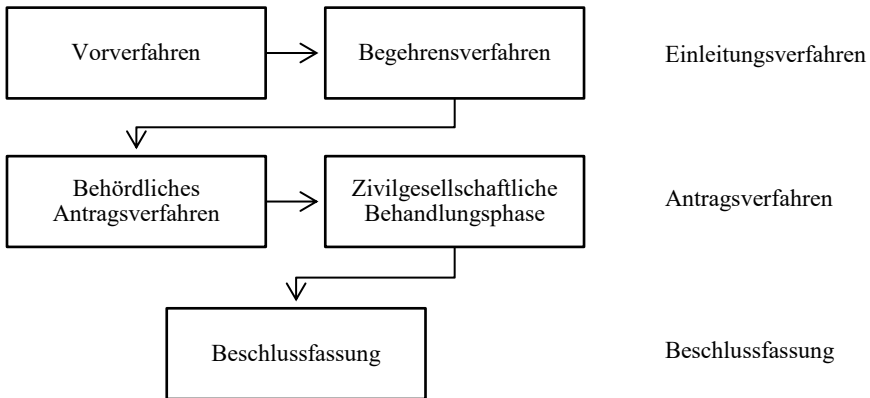 Vorverfahren
Begehrensverfahren
Einleitungsverfahren
Behördliches
Antragsverfahren
Zivilgesellschaftliche
Behandlungsphase
Antragsverfahren
Beschlussfassung
Beschlussfassung